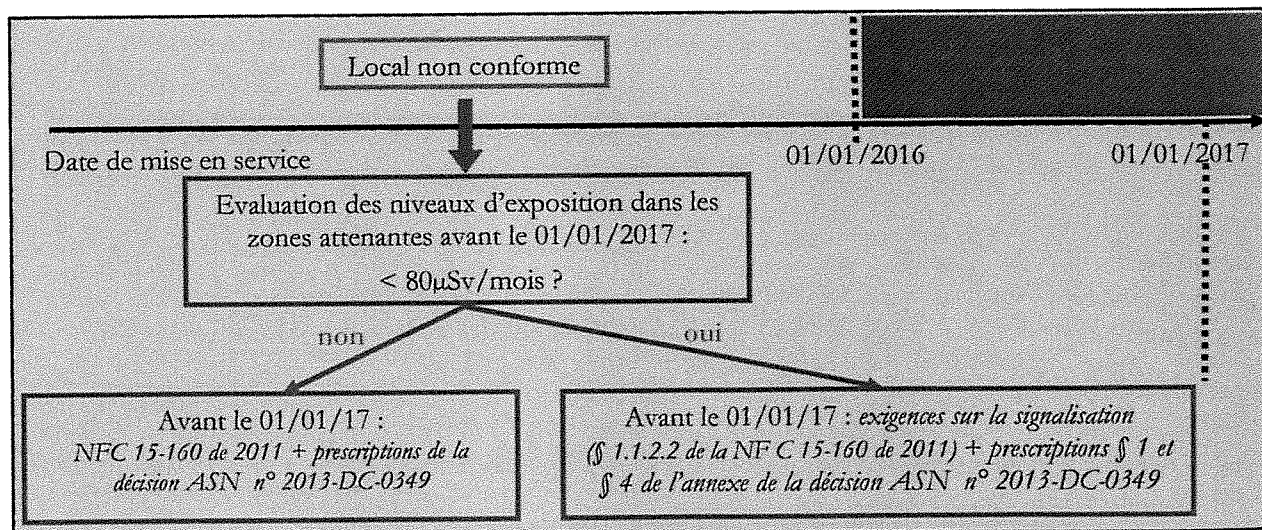 Local non conforme
Date de mise en service
01/01/2016
01/01/2017
Evaluation des niveaux d'exposition dans les
zones attenantes avant le 01/01/2017 :
< 80µSv/mois ?
non
oui
Avant le 01/01/17 :
NFC 15-160 de 2011 + prescriptions de la
décision ASN n° 2013-DC-0349
Avant le 01/01/17 : exigences sur la signalisation
(§ 1.1.2.2 de la NF C 15-160 de 2011) + prescriptions § 1 et
§ 4 de l'annexe de la décision ASN n° 2013-DC-0349